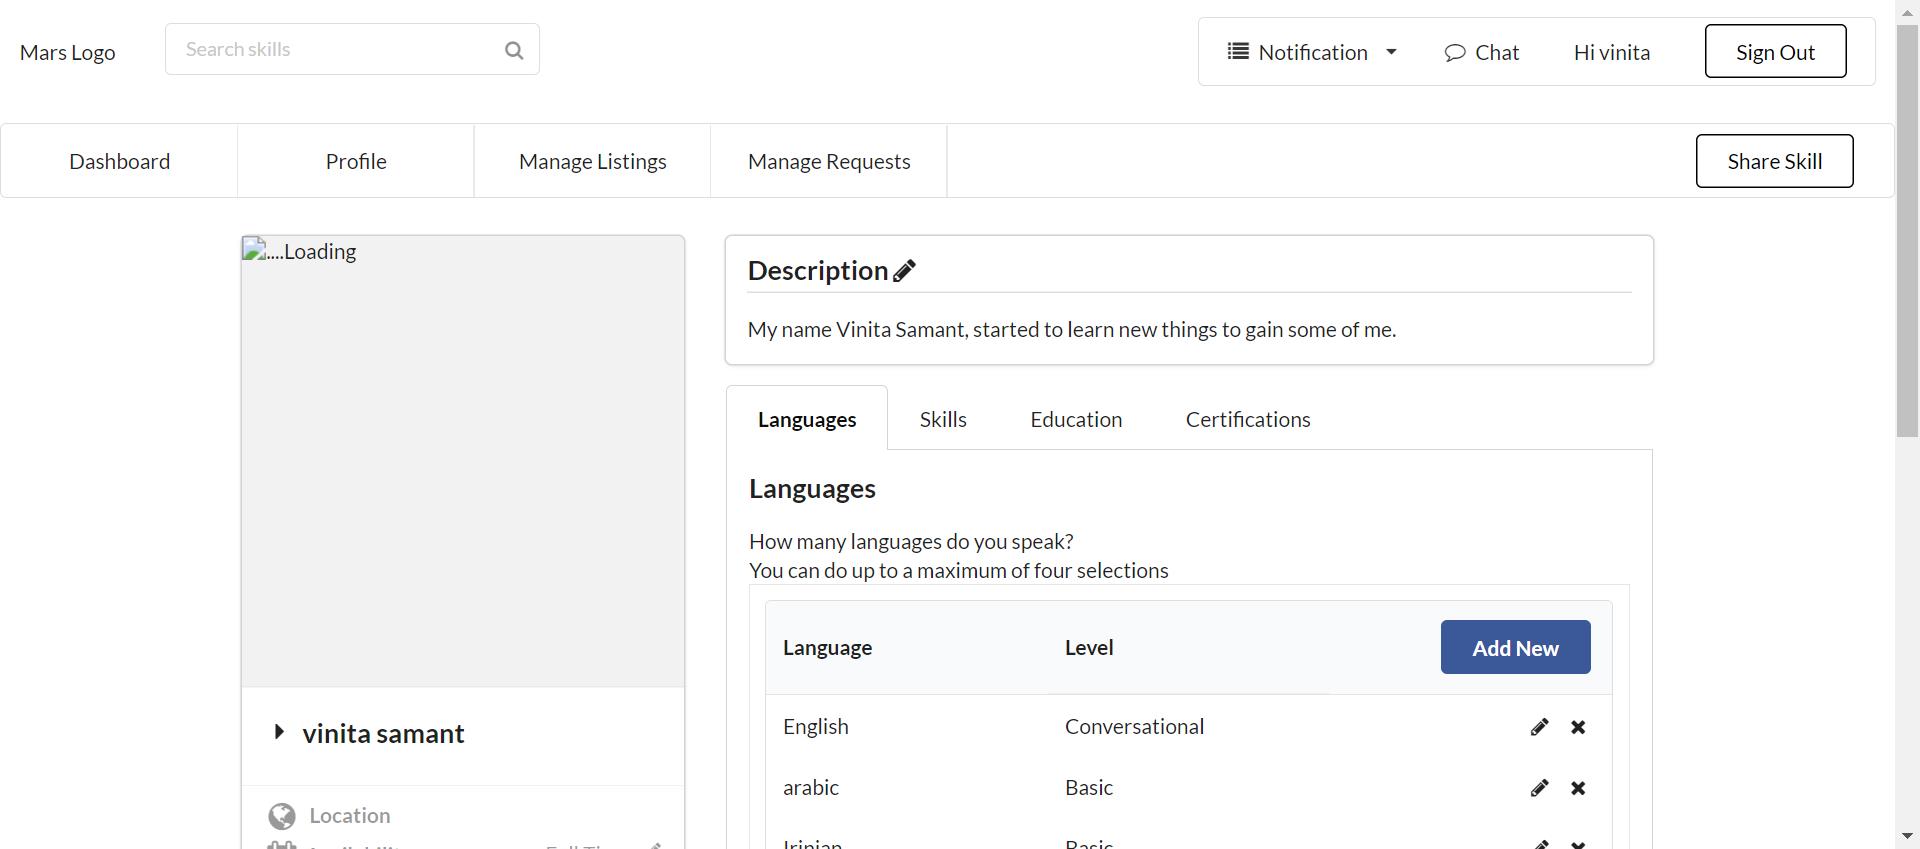 Mars Logo
Search skills
Notification
Chat
Hi vinita
Sign Out
Dashboard
Profile
Manage Listings
Manage Requests
Share Skill
....Loading
vinita samant
Location
Description
My name Vinita Samant, started to learn new things to gain some of me.
Languages
Skills
Education
Certifications
Languages
How many languages do you speak?
You can do up to a maximum of four selections
Language Level Add New
English Conversational
arabic Basic
Basic